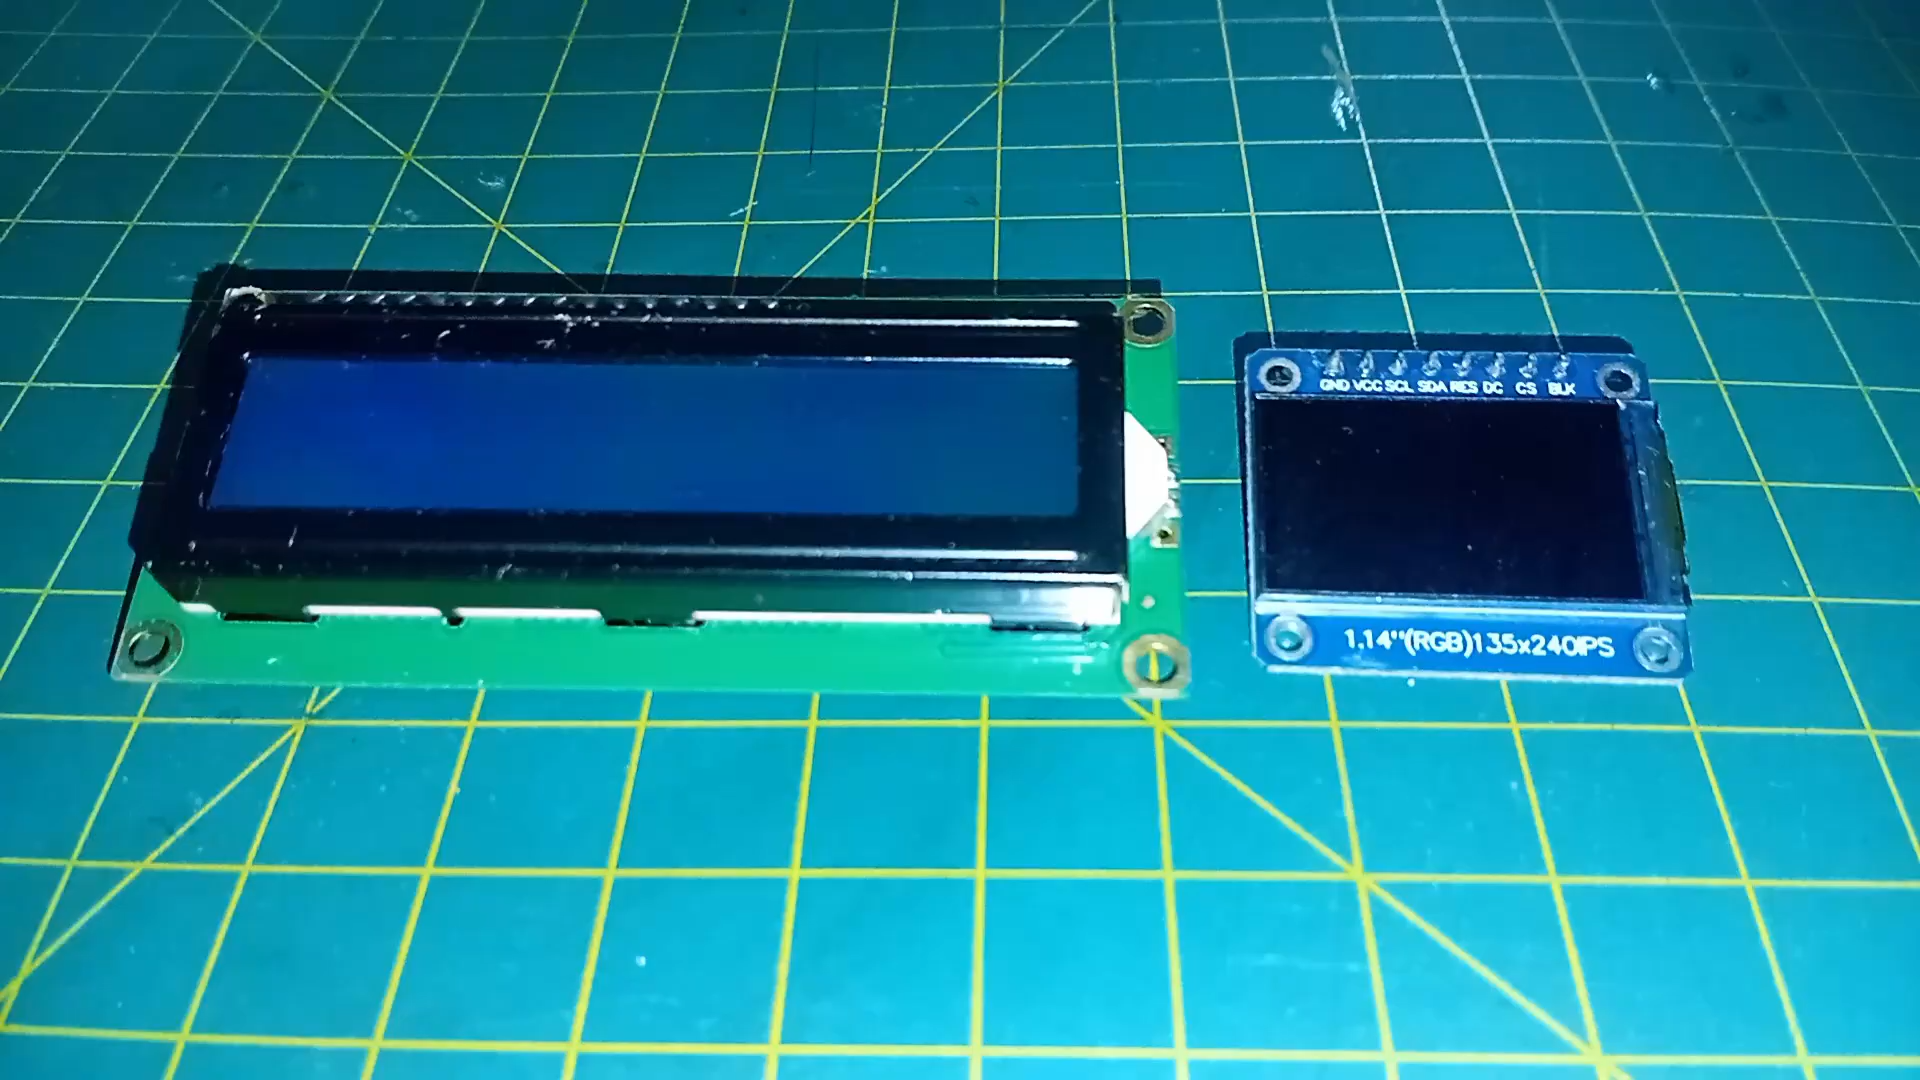 GND VCC SCL SDA RES DC CS BLK
1.14"(RGB)135x240IPS